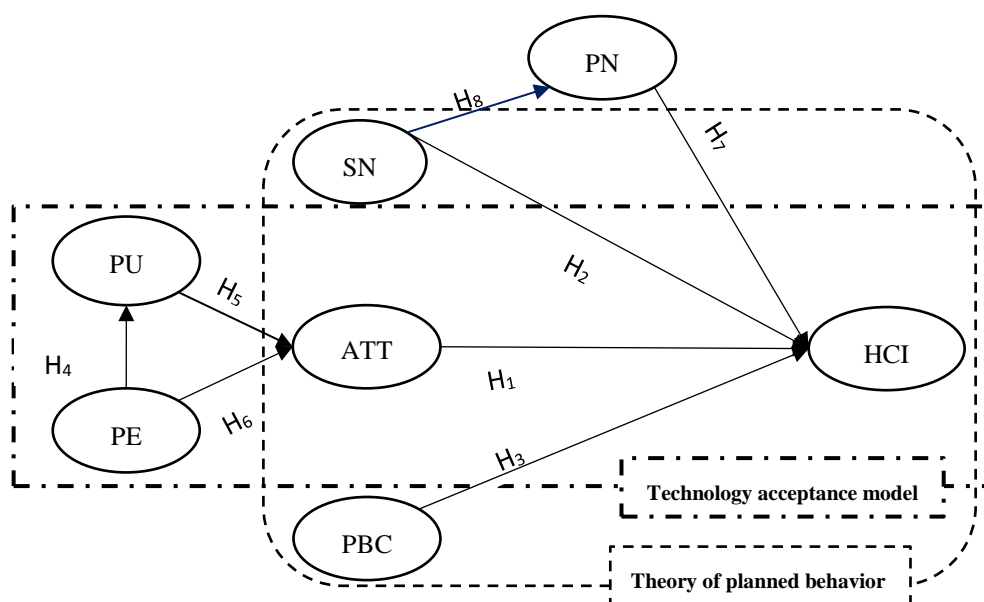 PN
H₈
H₇
SN
PU
H₂
H₅
ATT
HCI
H₄
H₁
PE
H₆
H₃
Technology acceptance model
PBC
Theory of planned behavior